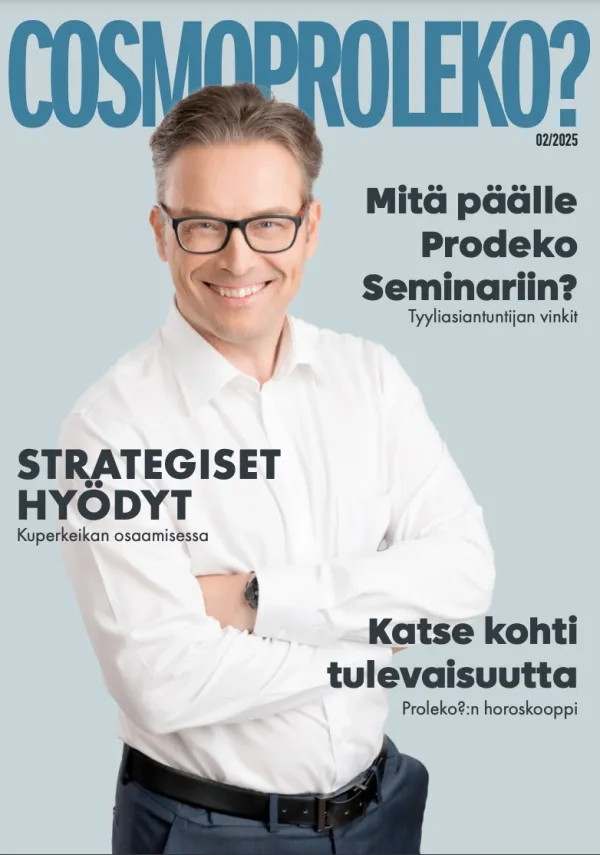 COSMOPROLEKO?
02/2025
Mitä päälle
Prodeko
Seminariin?
Tyyliasiantuntijan vinkit
STRATEGISET
HYÖDYT
Kuperkeikan osaamisessa
Katse kohti
tulevaisuutta
Proleko?:n horoskooppi